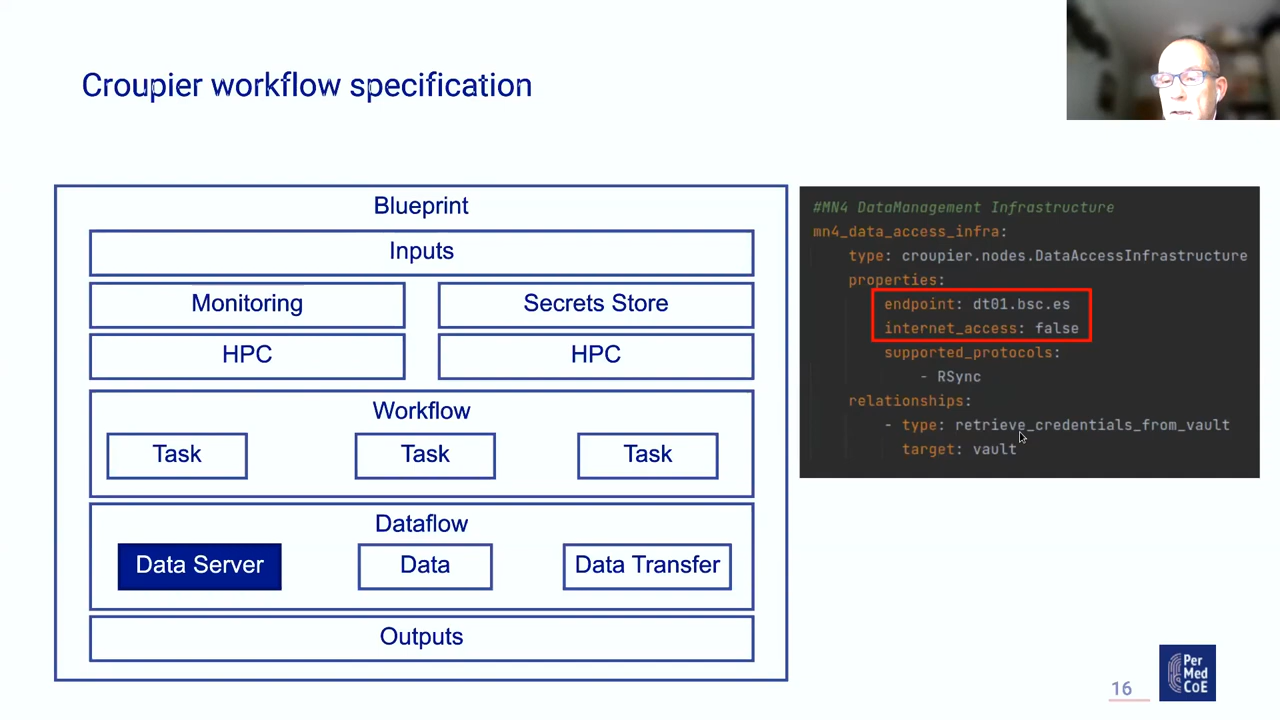 Croupier workflow specification
Blueprint
Inputs
Monitoring
Secrets Store
HPC
HPC
Workflow
Task
Task
Task
Dataflow
Data Server
Data
Data Transfer
Outputs
#MN4 DataManagement Infrastructure
mn4_data_access_infra:
type: croupier.nodes.DataAccessInfrastructure
properties:
endpoint: dt01.bsc.es
internet_access: false
supported_protocols:
- RSync
relationships:
- type: retrieve_credentials_from_vault
target: vault
16
Per
Med
CoE